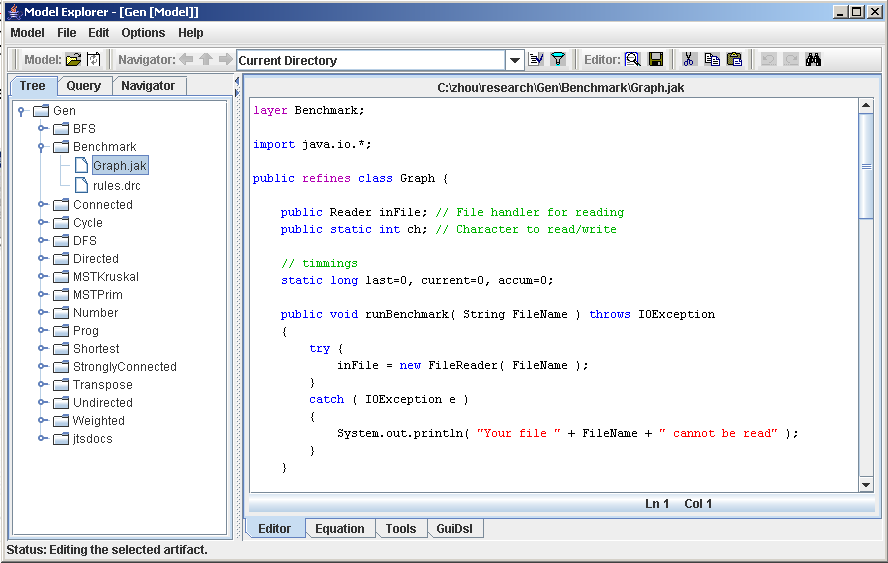 Model Explorer - [Gen [Model]]
Model File Edit Options Help
Model: Navigator: Current Directory Editor:
Tree Query Navigator
Gen
BFS
Benchmark
Graph.jak
rules.drc
Connected
Cycle
DFS
Directed
MSTKruskal
MSTPrim
Number
Prog
Shortest
StronglyConnected
Transpose
Undirected
Weighted
jtsdocs
C:\zhou\research\Gen\Benchmark\Graph.jak
layer Benchmark;
import java.io.*;
public refines class Graph {
public Reader inFile; // File handler for reading
public static int ch; // Character to read/write
// timmings
static long last=0, current=0, accum=0;
public void runBenchmark( String FileName ) throws IOException
{
try {
inFile = new FileReader( FileName );
}
catch ( IOException e )
{
System.out.println( "Your file " + FileName + " cannot be read" );
}
}
Ln 1 Col 1
Editor Equation Tools GuiDsl
Status: Editing the selected artifact.